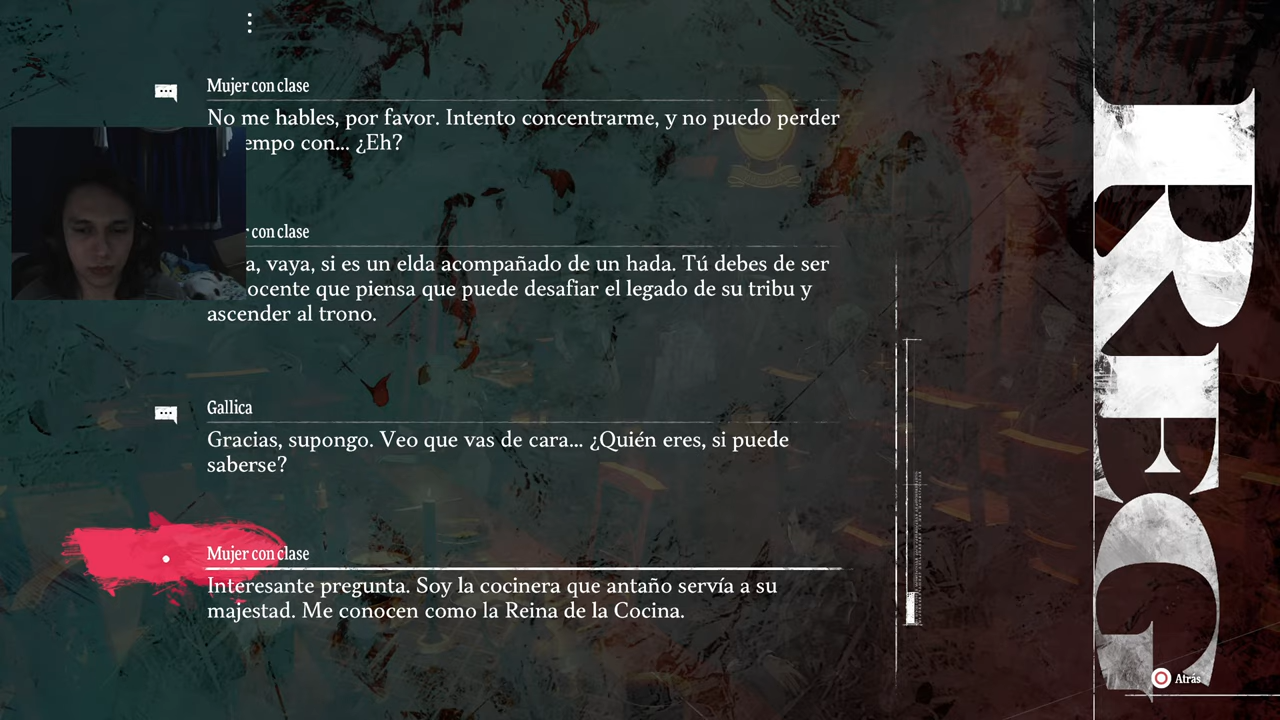 Mujer con clase
No me hables, por favor. Intento concentrarme, y no puedo perder
empo con... ¿Eh?
con clase
a, vaya, si es un elda acompañado de un hada. Tú debes de ser
ocente que piensa que puede desafiar el legado de su tribu y
ascender al trono.
Gallica
Gracias, supongo. Veo que vas de cara... ¿Quién eres, si puede
saberse?
Mujer con clase
Interesante pregunta. Soy la cocinera que antaño servía a su
majestad. Me conocen como la Reina de la Cocina.
REG
Atrás